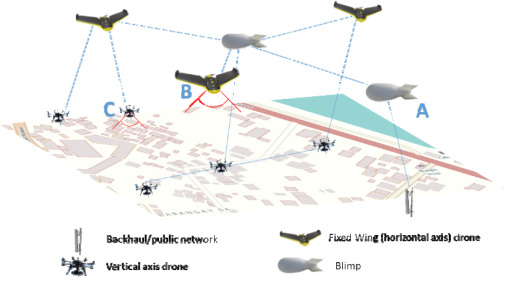 B
C
A
Backhaul/public network
Fixed Wing (horizontal axis) drone
Vertical axis drone
Blimp